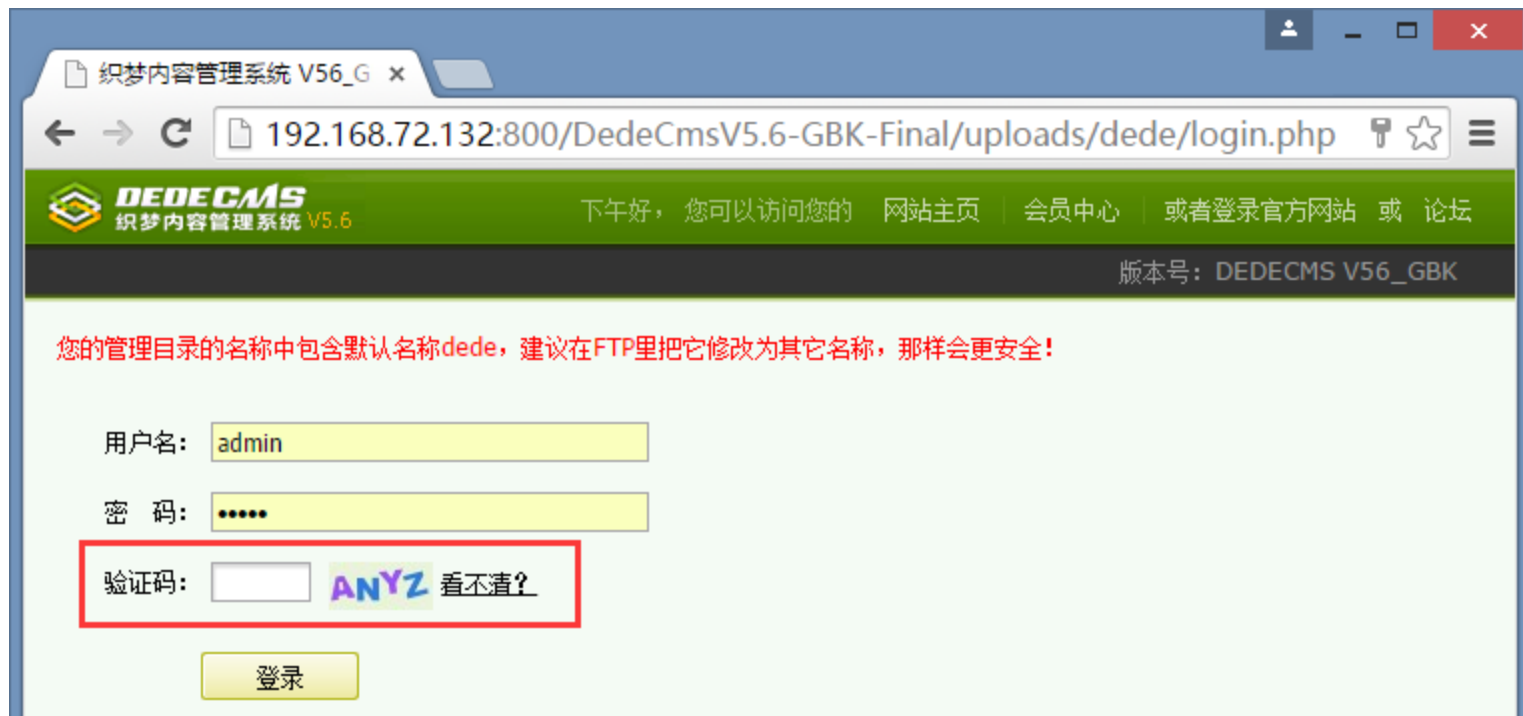 织梦内容管理系统 V56_G
192.168.72.132:800/DedeCmsV5.6-GBK-Final/uploads/dede/login.php
DEDECMS
织梦内容管理系统 V5.6
下午好， 您可以访问您的 网站主页 会员中心 或者登录官方网站 或 论坛
版本号：DEDECMS V56_GBK
您的管理目录的名称中包含默认名称dede，建议在FTP里把它修改为其它名称，那样会更安全！
用户名： admin
密 码： •••••
验证码： ANYZ 看不清？
登录